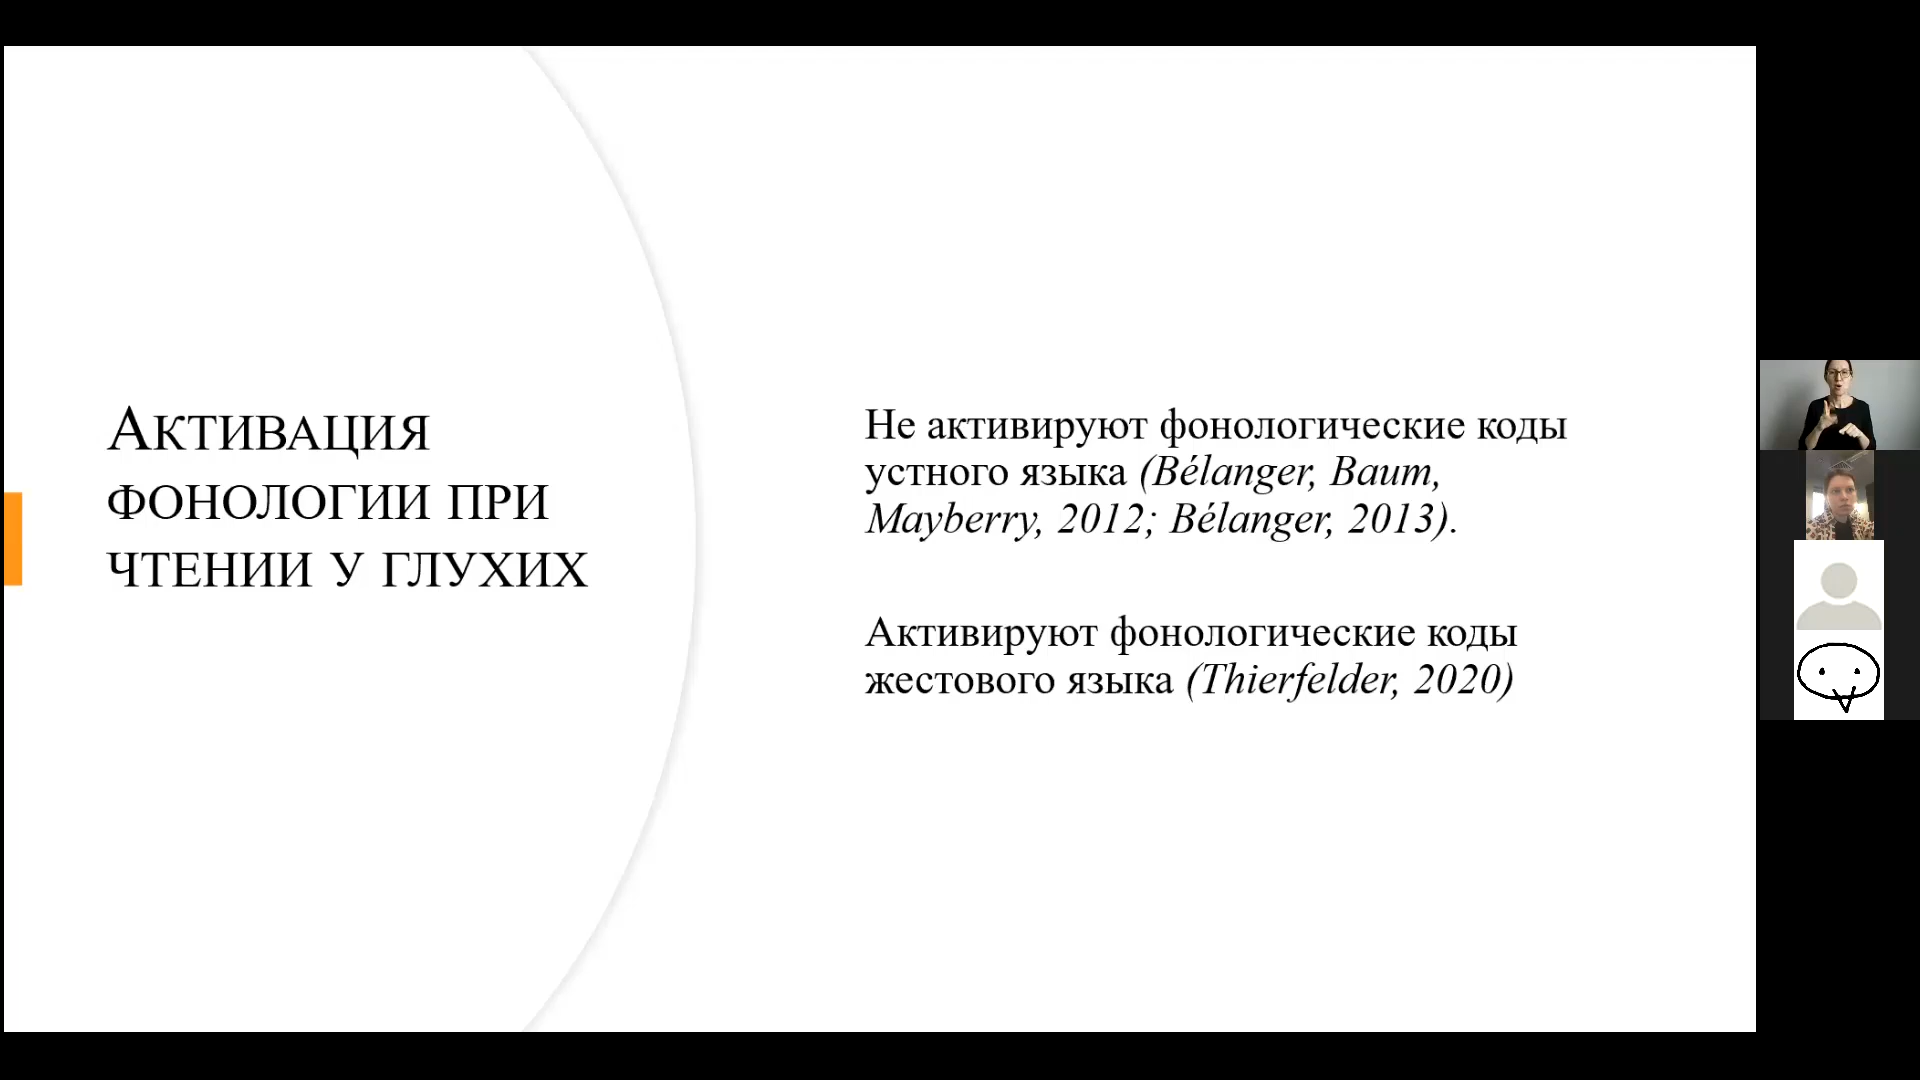 Активация
фонологии при
чтении у глухих
Не активируют фонологические коды
устного языка (Bélanger, Baum,
Mayberry, 2012; Bélanger, 2013).
Активируют фонологические коды
жестового языка (Thierfelder, 2020)